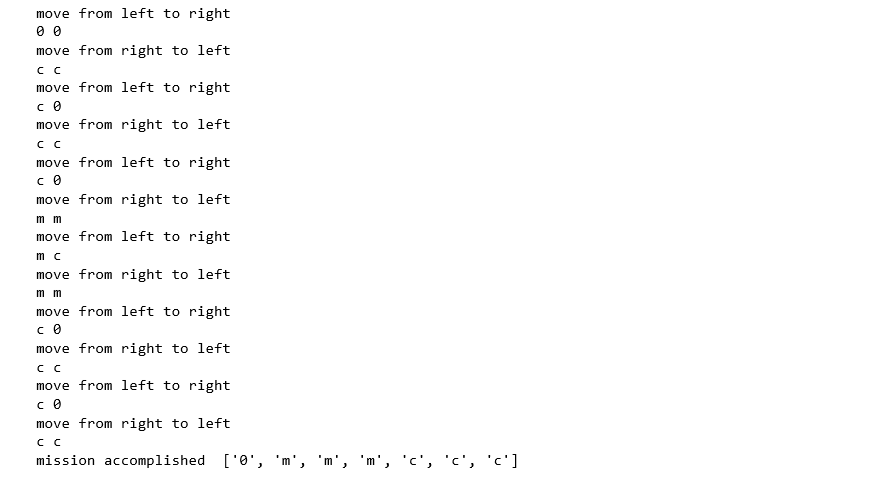 move from left to right
0 0
move from right to left
c c
move from left to right
c 0
move from right to left
c c
move from left to right
c 0
move from right to left
m m
move from left to right
m c
move from right to left
m m
move from left to right
c 0
move from right to left
c c
move from left to right
c 0
move from right to left
c c
mission accomplished  ['0', 'm', 'm', 'm', 'c', 'c', 'c']